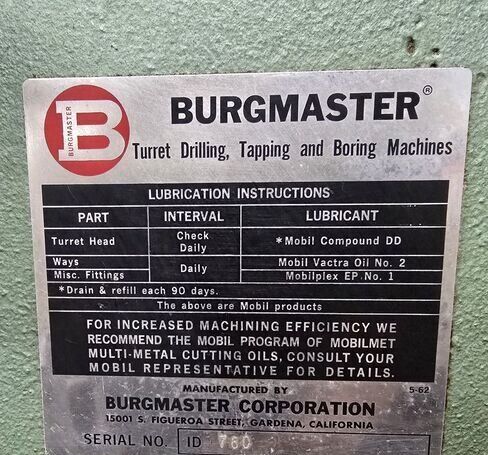 B
BURGMASTER
BURGMASTER®
Turret Drilling, Tapping and Boring Machines
LUBRICATION INSTRUCTIONS
PART INTERVAL LUBRICANT
Turret Head Check Daily *Mobil Compound DD
Ways Daily Mobil Vactra Oil No. 2
Misc. Fittings Mobilplex EP No. 1
*Drain & refill each 90 days.
The above are Mobil products
FOR INCREASED MACHINING EFFICIENCY WE
RECOMMEND THE MOBIL PROGRAM OF MOBILMET
MULTI-METAL CUTTING OILS, CONSULT YOUR
MOBIL REPRESENTATIVE FOR DETAILS.
MANUFACTURED BY 5-62
BURGMASTER CORPORATION
15001 S. FIGUEROA STREET, GARDENA, CALIFORNIA
SERIAL NO. ID 780